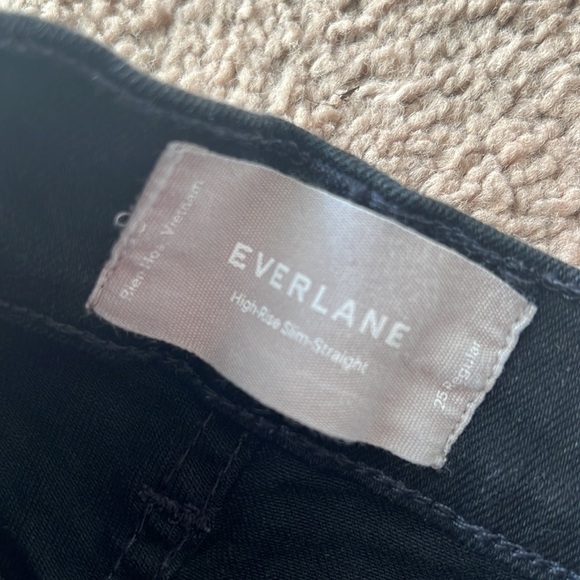 Bien Hoa, Vietnam
EVERLANE
High-Rise Slim-Straight
25 Regular